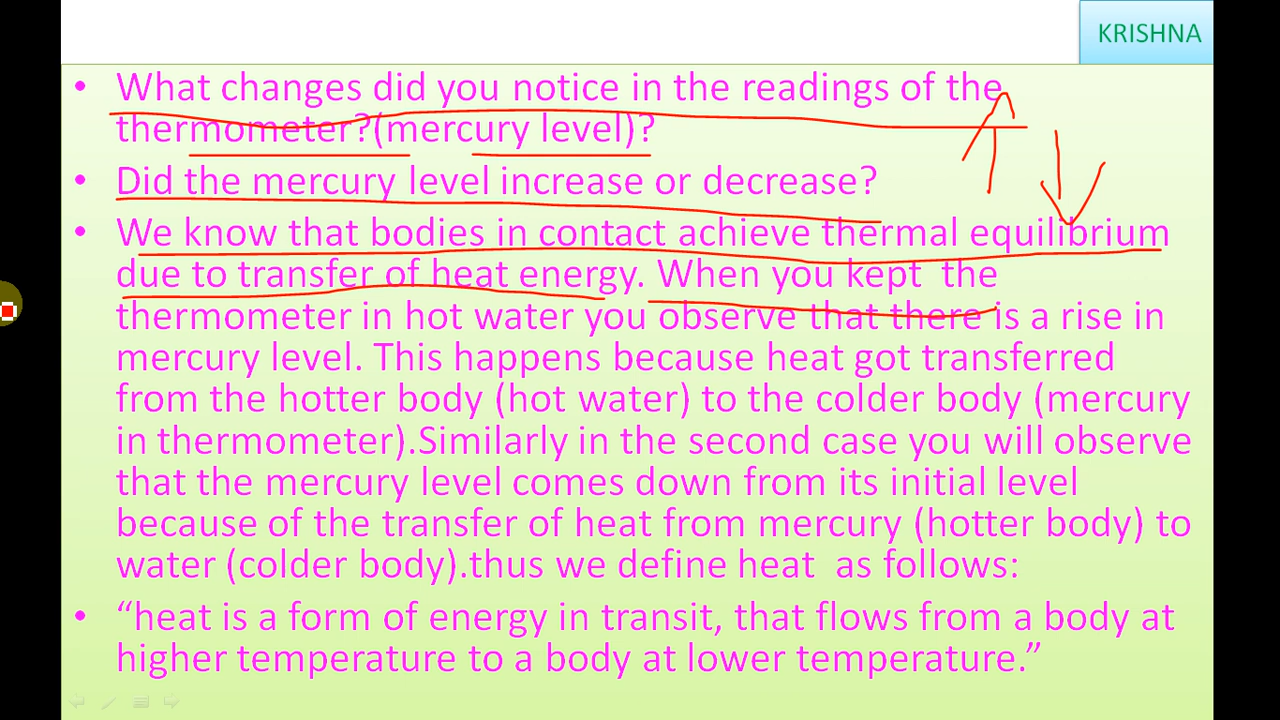 KRISHNA
• What changes did you notice in the readings of the
thermometer?(mercury level)?
• Did the mercury level increase or decrease?
• We know that bodies in contact achieve thermal equilibrium
due to transfer of heat energy. When you kept the
thermometer in hot water you observe that there is a rise in
mercury level. This happens because heat got transferred
from the hotter body (hot water) to the colder body (mercury
in thermometer).Similarly in the second case you will observe
that the mercury level comes down from its initial level
because of the transfer of heat from mercury (hotter body) to
water (colder body).thus we define heat as follows:
• “heat is a form of energy in transit, that flows from a body at
higher temperature to a body at lower temperature.”